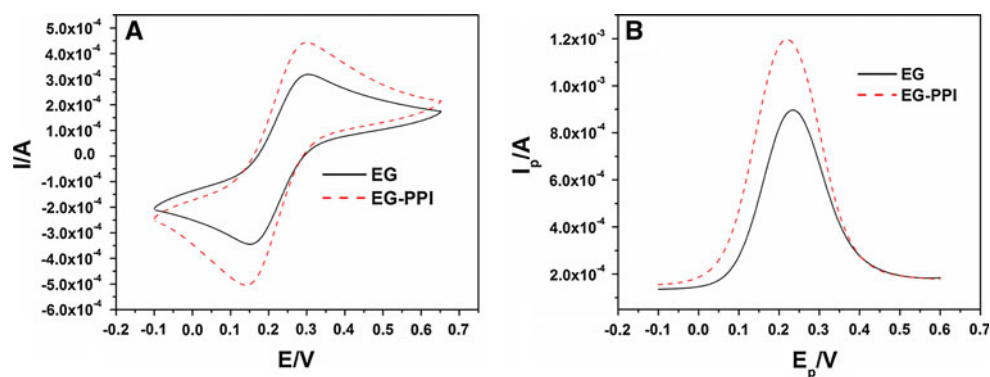 A
I/A
5.0x10⁻⁴
4.0x10⁻⁴
3.0x10⁻⁴
2.0x10⁻⁴
1.0x10⁻⁴
0.0
-1.0x10⁻⁴
-2.0x10⁻⁴
-3.0x10⁻⁴
-4.0x10⁻⁴
-5.0x10⁻⁴
-6.0x10⁻⁴
EG
EG-PPI
-0.1 0.0 0.1 0.2 0.3 0.4 0.5 0.6 0.7
E/V
B
Iₚ/A
1.2x10⁻³
1.0x10⁻³
8.0x10⁻⁴
6.0x10⁻⁴
4.0x10⁻⁴
2.0x10⁻⁴
EG
EG-PPI
-0.2 -0.1 0.0 0.1 0.2 0.3 0.4 0.5 0.6 0.7
Eₚ/V